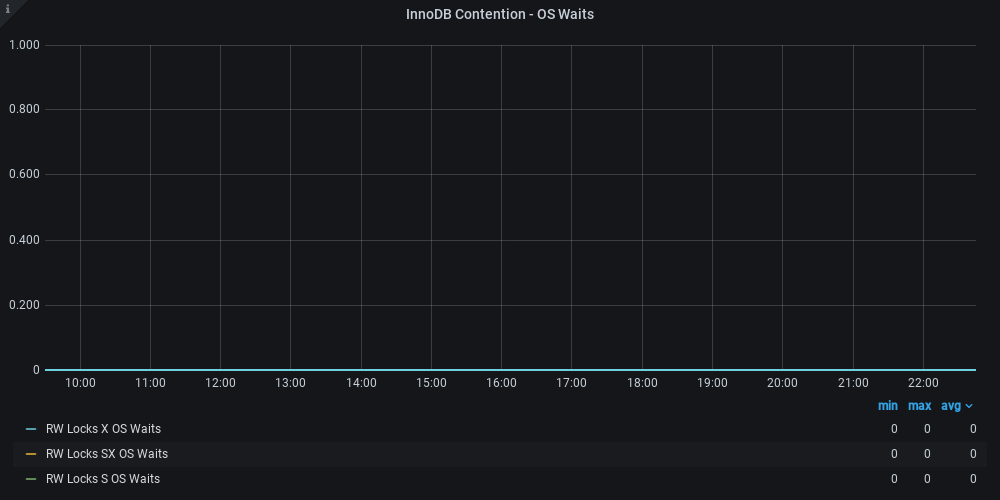 i
InnoDB Contention - OS Waits
1.000
0.800
0.600
0.400
0.200
0
10:00 11:00 12:00 13:00 14:00 15:00 16:00 17:00 18:00 19:00 20:00 21:00 22:00
min max avg
RW Locks X OS Waits 0 0 0
RW Locks SX OS Waits 0 0 0
RW Locks S OS Waits 0 0 0